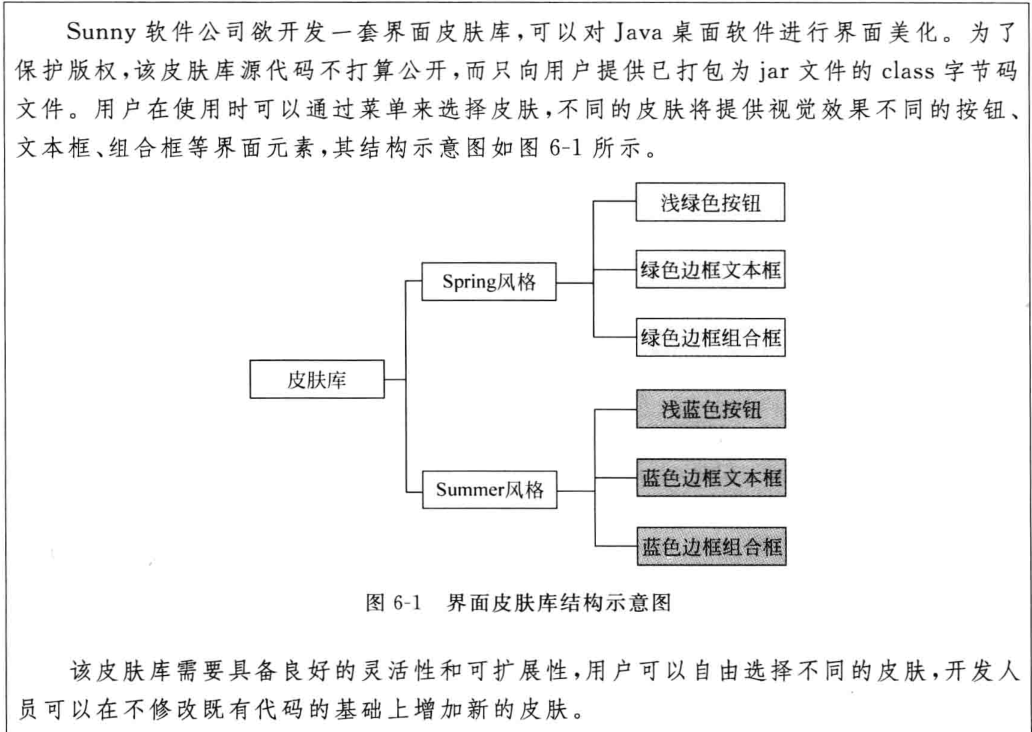 Sunny 软件公司欲开发一套界面皮肤库,可以对 Java 桌面软件进行界面美化。为了
保护版权,该皮肤库源代码不打算公开,而只向用户提供已打包为 jar 文件的 class 字节码
文件。用户在使用时可以通过菜单来选择皮肤,不同的皮肤将提供视觉效果不同的按钮、
文本框、组合框等界面元素,其结构示意图如图 6-1 所示。
浅绿色按钮
Spring风格
绿色边框文本框
绿色边框组合框
皮肤库
浅蓝色按钮
Summer风格
蓝色边框文本框
蓝色边框组合框
图 6-1 界面皮肤库结构示意图
该皮肤库需要具备良好的灵活性和可扩展性,用户可以自由选择不同的皮肤,开发人
员可以在不修改既有代码的基础上增加新的皮肤。